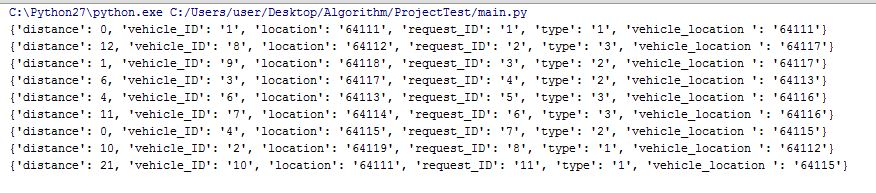 C:\Python27\python.exe C:/Users/user/Desktop/Algorithm/ProjectTest/main.py
{'distance': 0, 'vehicle_ID': '1', 'location': '64111', 'request_ID': '1', 'type': '1', 'vehicle_location ': '64111'}
{'distance': 12, 'vehicle_ID': '8', 'location': '64112', 'request_ID': '2', 'type': '3', 'vehicle_location ': '64117'}
{'distance': 1, 'vehicle_ID': '9', 'location': '64118', 'request_ID': '3', 'type': '2', 'vehicle_location ': '64117'}
{'distance': 6, 'vehicle_ID': '3', 'location': '64117', 'request_ID': '4', 'type': '2', 'vehicle_location ': '64113'}
{'distance': 4, 'vehicle_ID': '6', 'location': '64113', 'request_ID': '5', 'type': '3', 'vehicle_location ': '64116'}
{'distance': 11, 'vehicle_ID': '7', 'location': '64114', 'request_ID': '6', 'type': '3', 'vehicle_location ': '64116'}
{'distance': 0, 'vehicle_ID': '4', 'location': '64115', 'request_ID': '7', 'type': '2', 'vehicle_location ': '64115'}
{'distance': 10, 'vehicle_ID': '2', 'location': '64119', 'request_ID': '8', 'type': '1', 'vehicle_location ': '64112'}
{'distance': 21, 'vehicle_ID': '10', 'location': '64111', 'request_ID': '11', 'type': '1', 'vehicle_location ': '64115'}